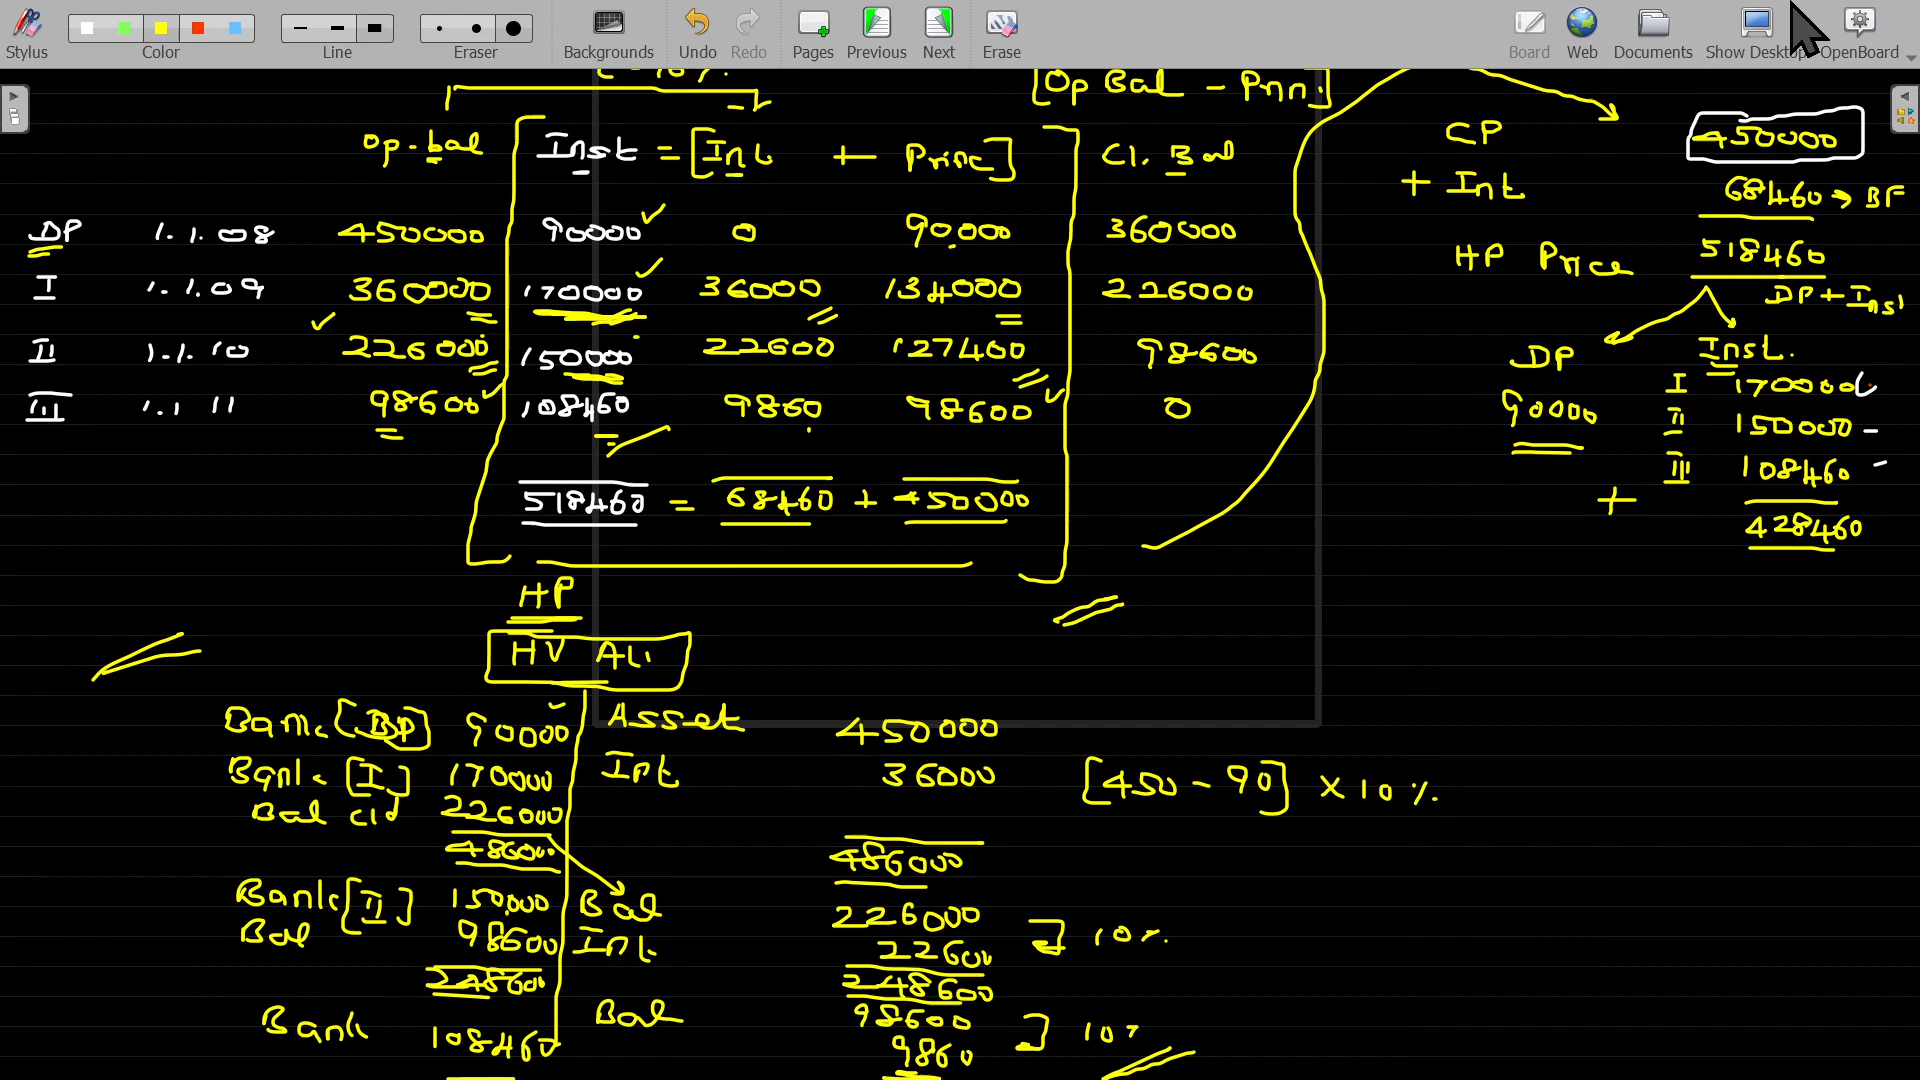 Stylus Color Line Eraser Backgrounds Undo Redo Pages Previous Next Erase Board Web Documents Show Desktop OpenBoard
[Op Bal - Prin.]
Op-bal Inst = [Int + Princ] Cl. Bal
DP 1.1.08 450000 90000 0 90,000 360000
I 1.1.09 360000 170000 36000 134000 226000
II 1.1.10 226000 150000 22600 127400 98600
III 1.1 11 98600 108460 9860 98600 0
518460 = 68460 + 450000
CP 450000
+ Int 68460 → BF
HP Price 518460
DP + Inst
DP Inst.
90000 I 170000
II 150000 -
III 108460 -
+ 428460
HP
HV A/c
Bank [DP] 90000 Asset 450000
Bank [I] 170000 Int 36000 [450 - 90] × 10%.
Bal c/d 226000
486000 486000
Bank [II] 150,000 Bal 226000
Bal 98600 Int 22600 ] 10%.
248600 248600
Bank 108460 Bal 98600
9860 ] 10%